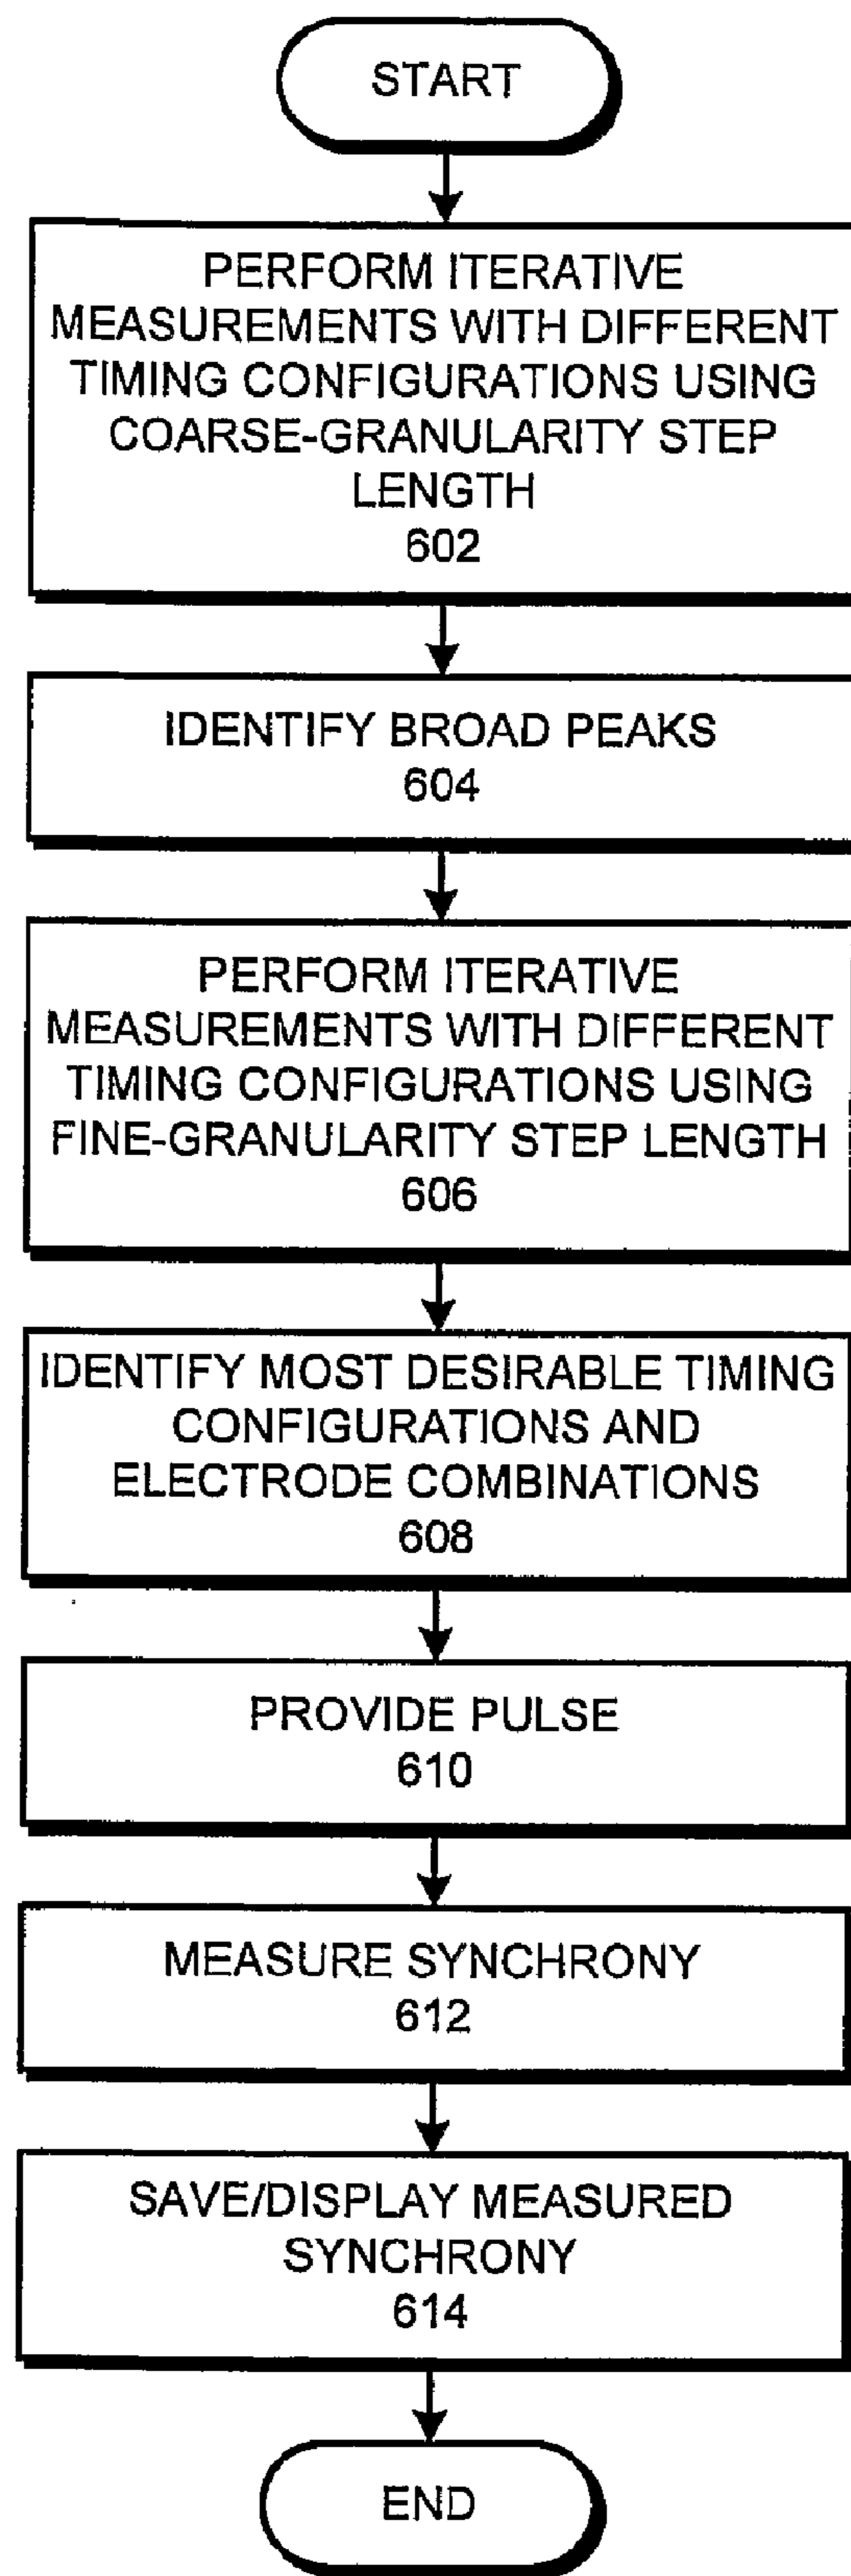 START
PERFORM ITERATIVE
MEASUREMENTS WITH DIFFERENT
TIMING CONFIGURATIONS USING
COARSE-GRANULARITY STEP
LENGTH
602
IDENTIFY BROAD PEAKS
604
PERFORM ITERATIVE
MEASUREMENTS WITH DIFFERENT
TIMING CONFIGURATIONS USING
FINE-GRANULARITY STEP LENGTH
606
IDENTIFY MOST DESIRABLE TIMING
CONFIGURATIONS AND
ELECTRODE COMBINATIONS
608
PROVIDE PULSE
610
MEASURE SYNCHRONY
612
SAVE/DISPLAY MEASURED
SYNCHRONY
614
END